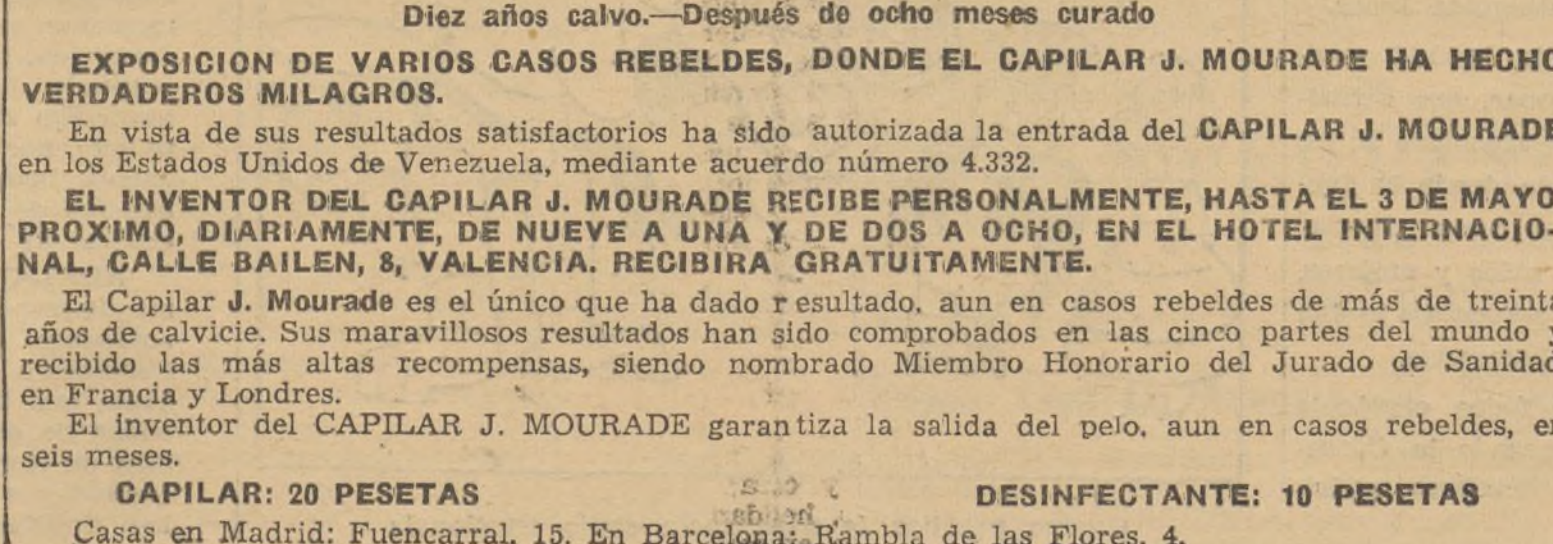 Diez años calvo.—Después de ocho meses curado
EXPOSICION DE VARIOS CASOS REBELDES, DONDE EL CAPILAR J. MOURADE HA HECHO
VERDADEROS MILAGROS.
En vista de sus resultados satisfactorios ha sido autorizada la entrada del CAPILAR J. MOURADE
en los Estados Unidos de Venezuela, mediante acuerdo número 4.332.
EL INVENTOR DEL CAPILAR J. MOURADE RECIBE PERSONALMENTE, HASTA EL 3 DE MAYO
PROXIMO, DIARIAMENTE, DE NUEVE A UNA Y DE DOS A OCHO, EN EL HOTEL INTERNACIO-
NAL, CALLE BAILEN, 8, VALENCIA. RECIBIRA GRATUITAMENTE.
El Capilar J. Mourade es el único que ha dado r esultado, aun en casos rebeldes de más de treinta
años de calvicie. Sus maravillosos resultados han sido comprobados en las cinco partes del mundo y
recibido las más altas recompensas, siendo nombrado Miembro Honorario del Jurado de Sanidad
en Francia y Londres.
El inventor del CAPILAR J. MOURADE garantiza la salida del pelo, aun en casos rebeldes, en
seis meses.
CAPILAR: 20 PESETAS DESINFECTANTE: 10 PESETAS
Casas en Madrid: Fuencarral, 15. En Barcelona: Rambla de las Flores, 4.